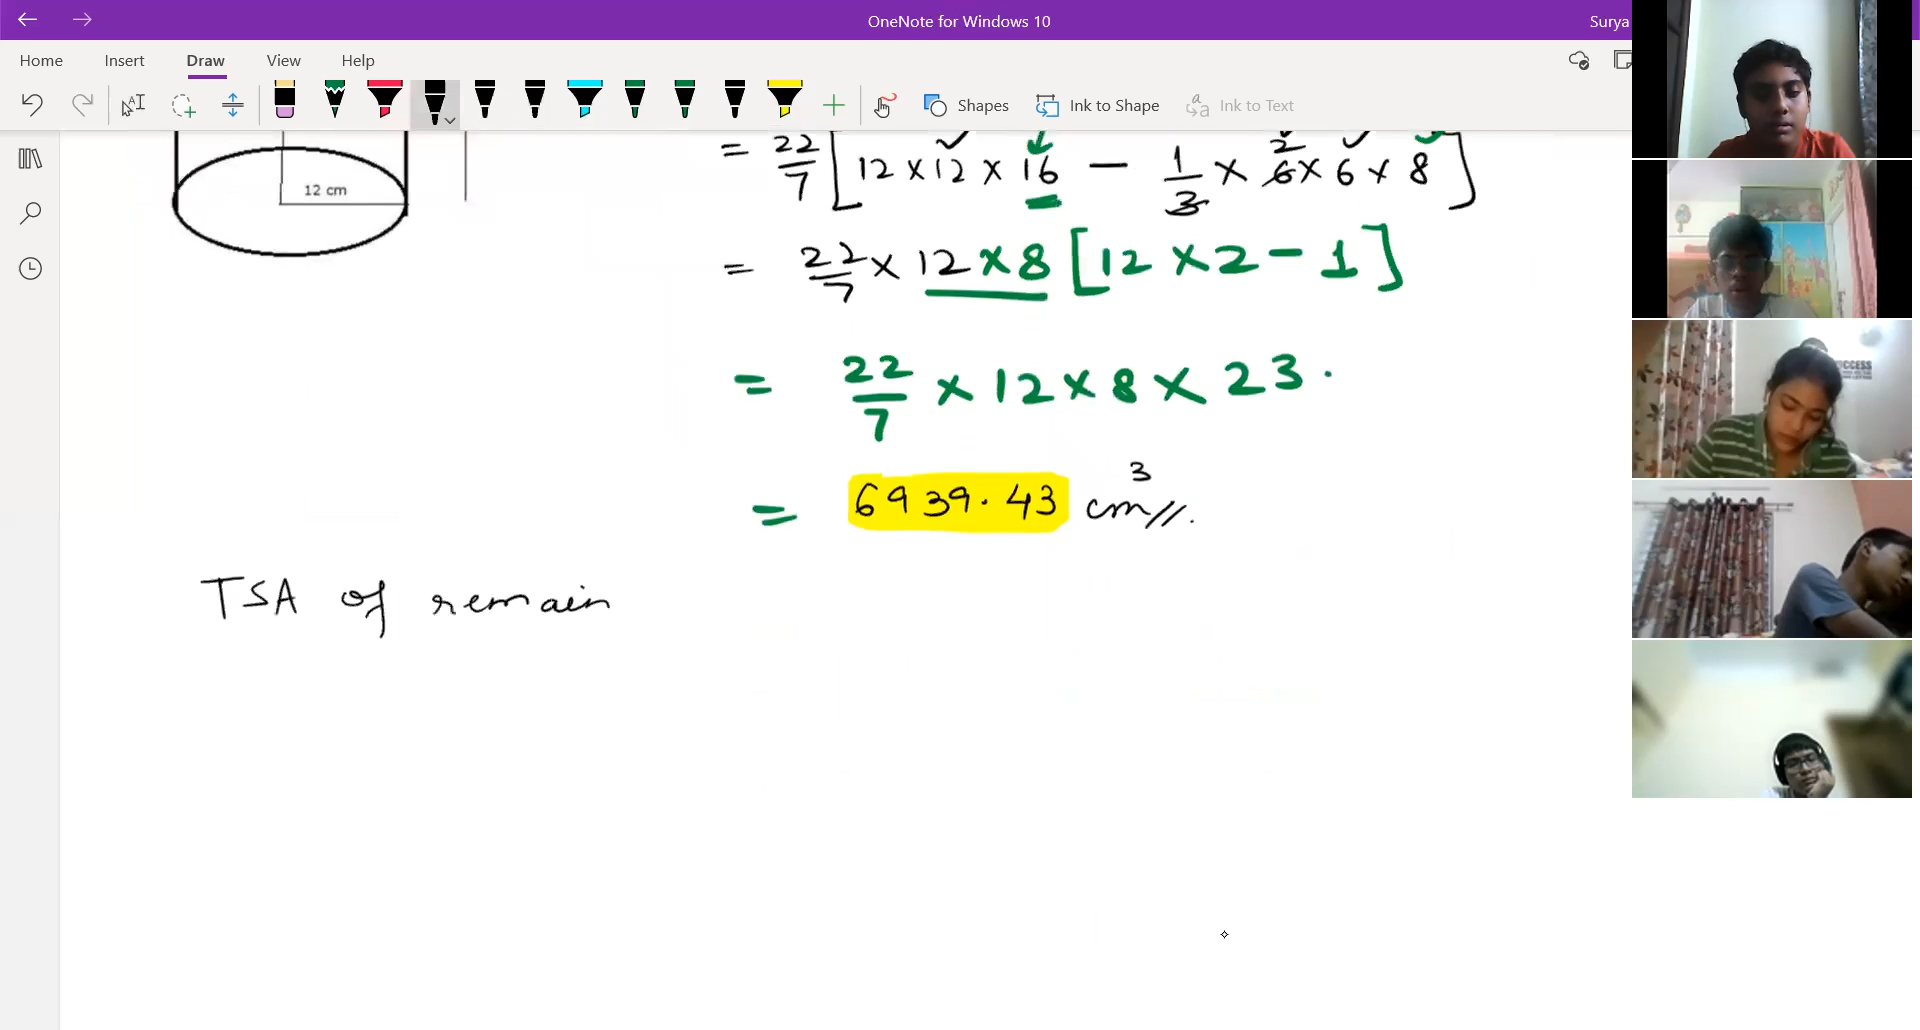 OneNote for Windows 10
Surya
Home Insert Draw View Help
Shapes Ink to Shape Ink to Text
12 cm
= 22/7 [12 × 12 × 16 − 1/3 × 6 × 6 × 8]
2
= 22/7 × 12 × 8 [12 × 2 − 1]
= 22/7 × 12 × 8 × 23.
= 6939.43 cm³//.
TSA of remain
CCESS